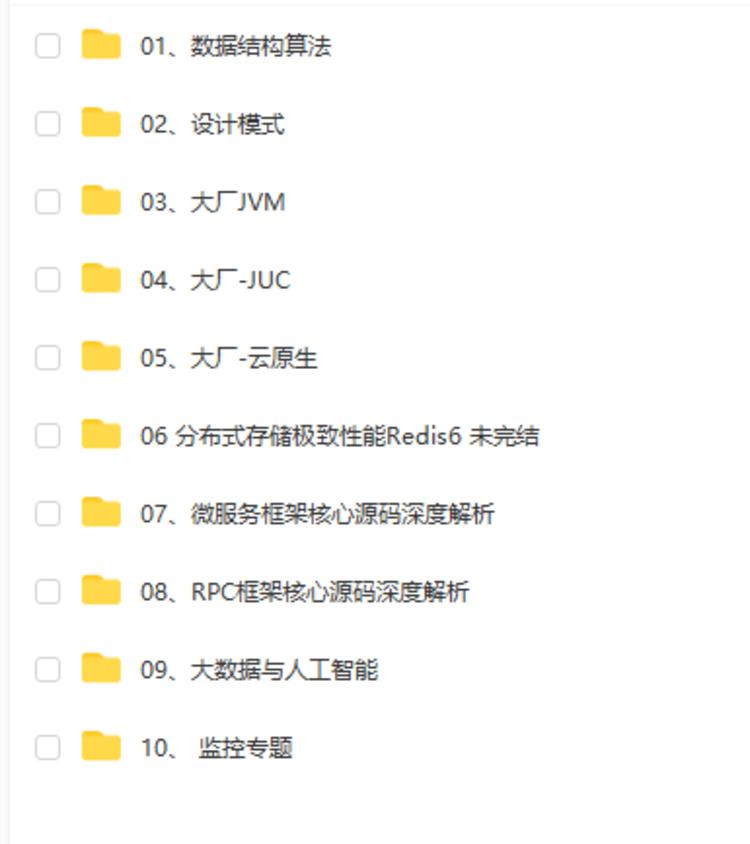 01、数据结构算法
02、设计模式
03、大厂JVM
04、大厂-JUC
05、大厂-云原生
06 分布式存储极致性能Redis6 未完结
07、微服务框架核心源码深度解析
08、RPC框架核心源码深度解析
09、大数据与人工智能
10、 监控专题